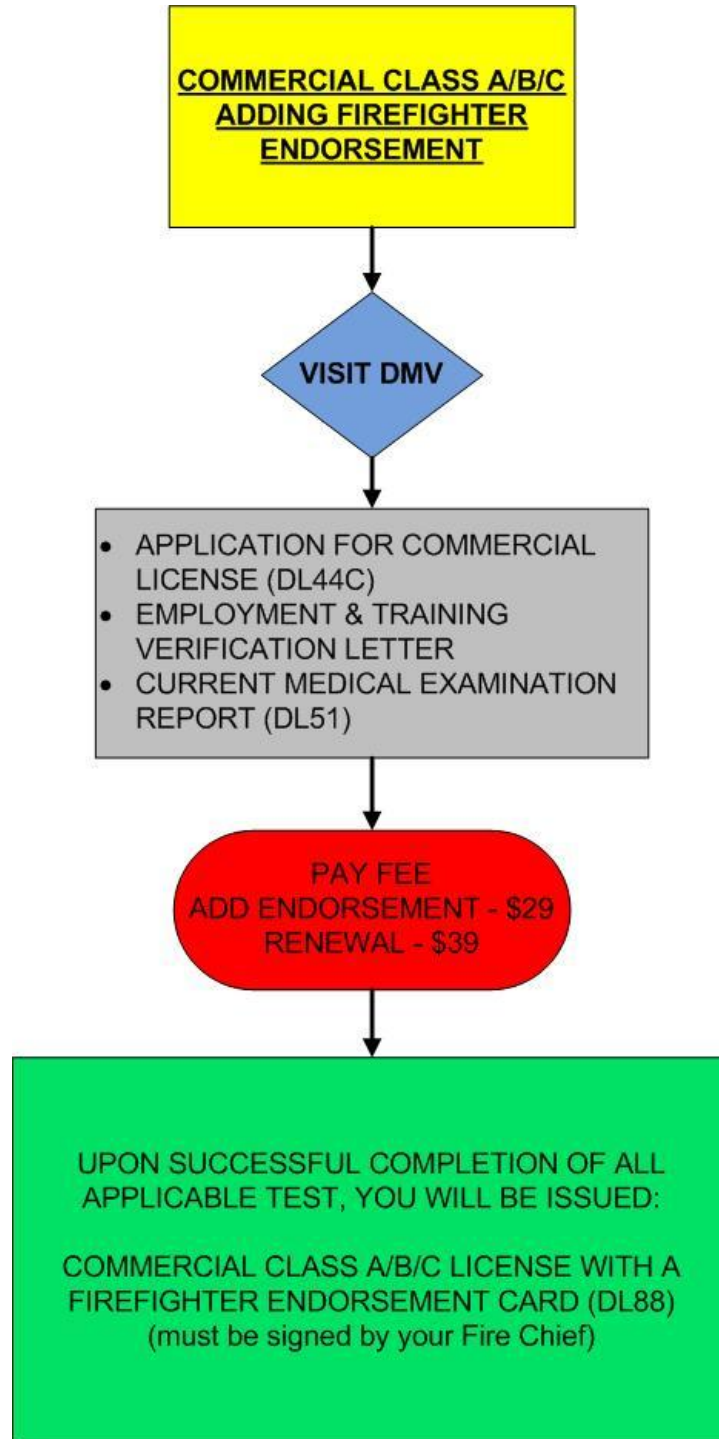 COMMERCIAL CLASS A/B/C
ADDING FIREFIGHTER
ENDORSEMENT
VISIT DMV
• APPLICATION FOR COMMERCIAL
LICENSE (DL44C)
• EMPLOYMENT & TRAINING
VERIFICATION LETTER
• CURRENT MEDICAL EXAMINATION
REPORT (DL51)
PAY FEE
ADD ENDORSEMENT - $29
RENEWAL - $39
UPON SUCCESSFUL COMPLETION OF ALL
APPLICABLE TEST, YOU WILL BE ISSUED:
COMMERCIAL CLASS A/B/C LICENSE WITH A
FIREFIGHTER ENDORSEMENT CARD (DL88)
(must be signed by your Fire Chief)